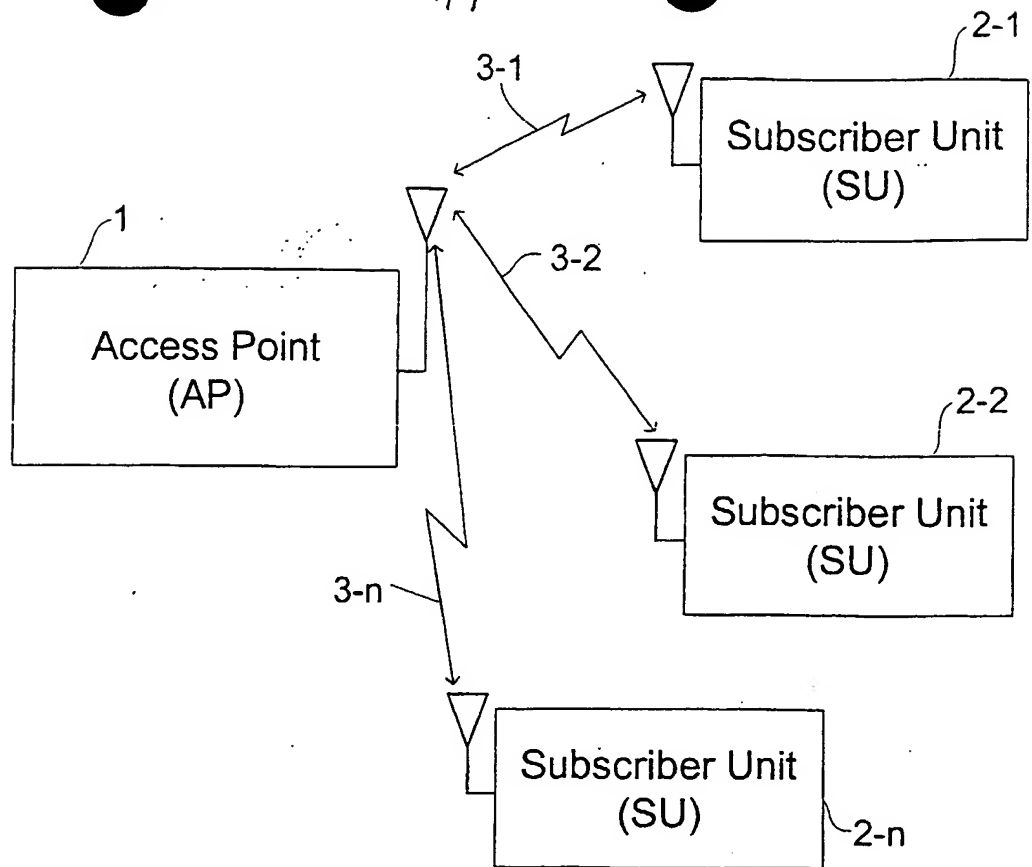 2-1
3-1
Subscriber Unit
(SU)
1
3-2
Access Point
(AP)
2-2
Subscriber Unit
(SU)
3-n
Subscriber Unit
(SU)
2-n